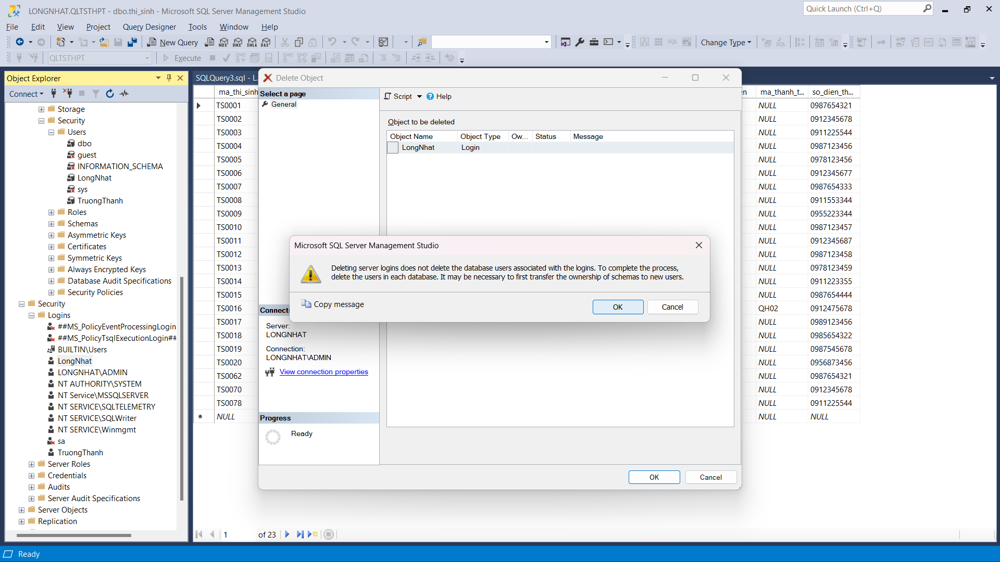 LONGNHAT.QLTSTHPT - dbo.thi_sinh - Microsoft SQL Server Management Studio
Quick Launch (Ctrl+Q)
File Edit View Project Query Designer Tools Window Help
New Query MDX DMX XMLA DAX SQL Change Type
QLTSTHPT Execute
Object Explorer
Connect
Storage
Security
Users
dbo
guest
INFORMATION_SCHEMA
LongNhat
sys
TruongThanh
Roles
Schemas
Asymmetric Keys
Certificates
Symmetric Keys
Always Encrypted Keys
Database Audit Specifications
Security Policies
Security
Logins
##MS_PolicyEventProcessingLogin
##MS_PolicyTsqlExecutionLogin##
BUILTIN\Users
LongNhat
LONGNHAT\ADMIN
NT AUTHORITY\SYSTEM
NT Service\MSSQLSERVER
NT SERVICE\SQLTELEMETRY
NT SERVICE\SQLWriter
NT SERVICE\Winmgmt
sa
TruongThanh
Server Roles
Credentials
Audits
Server Audit Specifications
Server Objects
Replication
SQLQuery3.sql - L.
ma_thi_sinh
TS0001
TS0002
TS0003
TS0004
TS0005
TS0006
TS0007
TS0008
TS0009
TS0010
TS0011
TS0012
TS0013
TS0014
TS0015
TS0016
TS0017
TS0018
TS0019
TS0020
TS0062
TS0070
TS0078
NULL
1 of 23
Delete Object
Select a page
General
Script Help
Object to be deleted
Object Name Object Type Ow... Status Message
LongNhat Login
Microsoft SQL Server Management Studio
Deleting server logins does not delete the database users associated with the logins. To complete the process,
delete the users in each database. It may be necessary to first transfer the ownership of schemas to new users.
Copy message
OK Cancel
Connecti
Server:
LONGNHAT
Connection:
LONGNHAT\ADMIN
View connection properties
Progress
Ready
OK Cancel
en ma_thanh_t... so_dien_th...
NULL 0987654321
NULL 0912345678
NULL 0911225544
NULL 0987123456
NULL 0978123456
NULL 0912345677
NULL 0987654333
NULL 0911553344
NULL 0955223344
NULL 0987123457
NULL 0912345687
NULL 0987123458
NULL 0978123459
NULL 0911223355
NULL 0987654444
QH02 0912475678
NULL 0989123456
NULL 0985654322
NULL 0987545678
NULL 0956873456
NULL 0987654321
NULL 0912345678
NULL 0911225544
NULL NULL
Ready